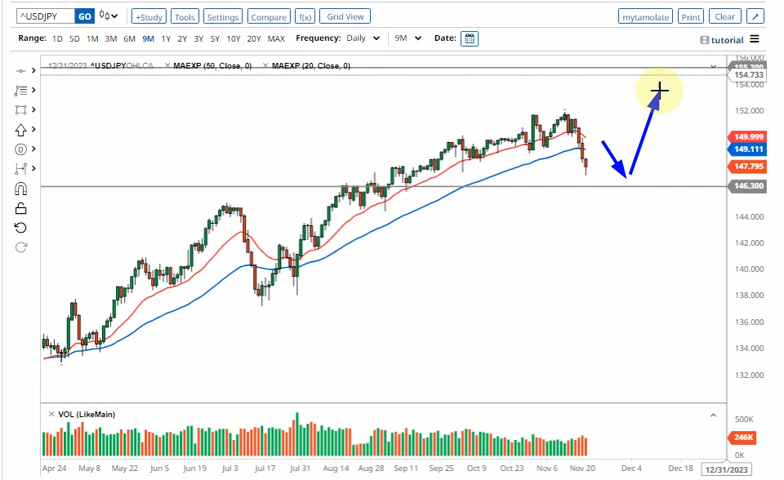 ^USDJPY GO +Study Tools Settings Compare f(x) Grid View mytamolate Print Clear
Range: 1D 5D 1M 3M 6M 9M 1Y 2Y 3Y 5Y 10Y 20Y MAX Frequency: Daily 9M Date: tutorial
12/31/2023 ^USDJPY OHLCA × MAEXP (50, Close, 0) × MAEXP (20, Close, 0)
156.000
155.300
154.733
154.000
152.000
149.999
149.111
147.795
146.300
144.000
142.000
140.000
138.000
136.000
134.000
132.000
× VOL (LikeMain)
500K
246K
0K
Apr 24 May 8 May 22 Jun 5 Jun 19 Jul 3 Jul 17 Jul 31 Aug 14 Aug 28 Sep 11 Sep 25 Oct 9 Oct 23 Nov 6 Nov 20 Dec 4 Dec 18 12/31/2023